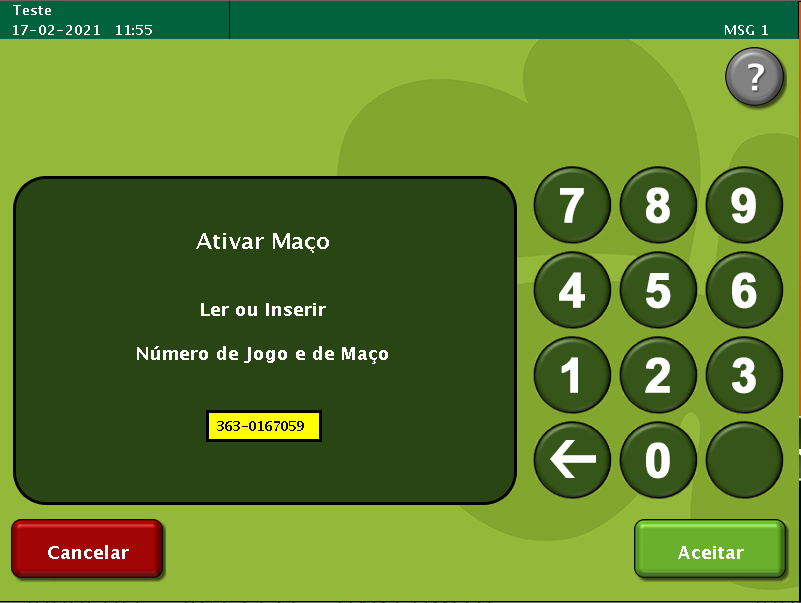 Teste
17-02-2021 11:55
MSG 1
?
Ativar Maço
Ler ou Inserir
Número de Jogo e de Maço
363-0167059
7 8 9
4 5 6
1 2 3
0
Cancelar
Aceitar